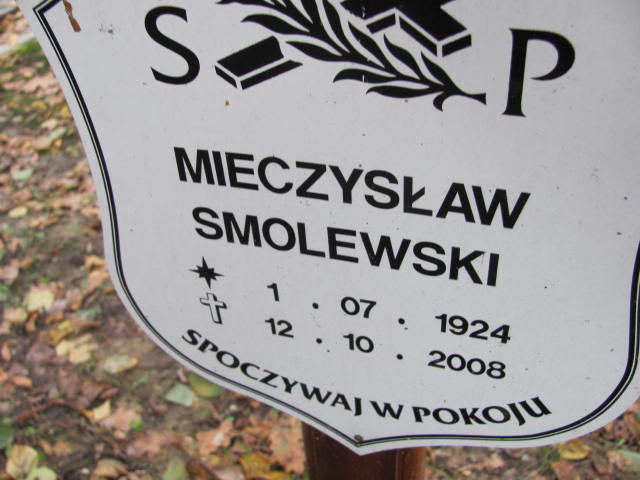 S P
MIECZYSŁAW
SMOLEWSKI
1 . 07 . 1924
12 . 10 . 2008
SPOCZYWAJ W POKOJU